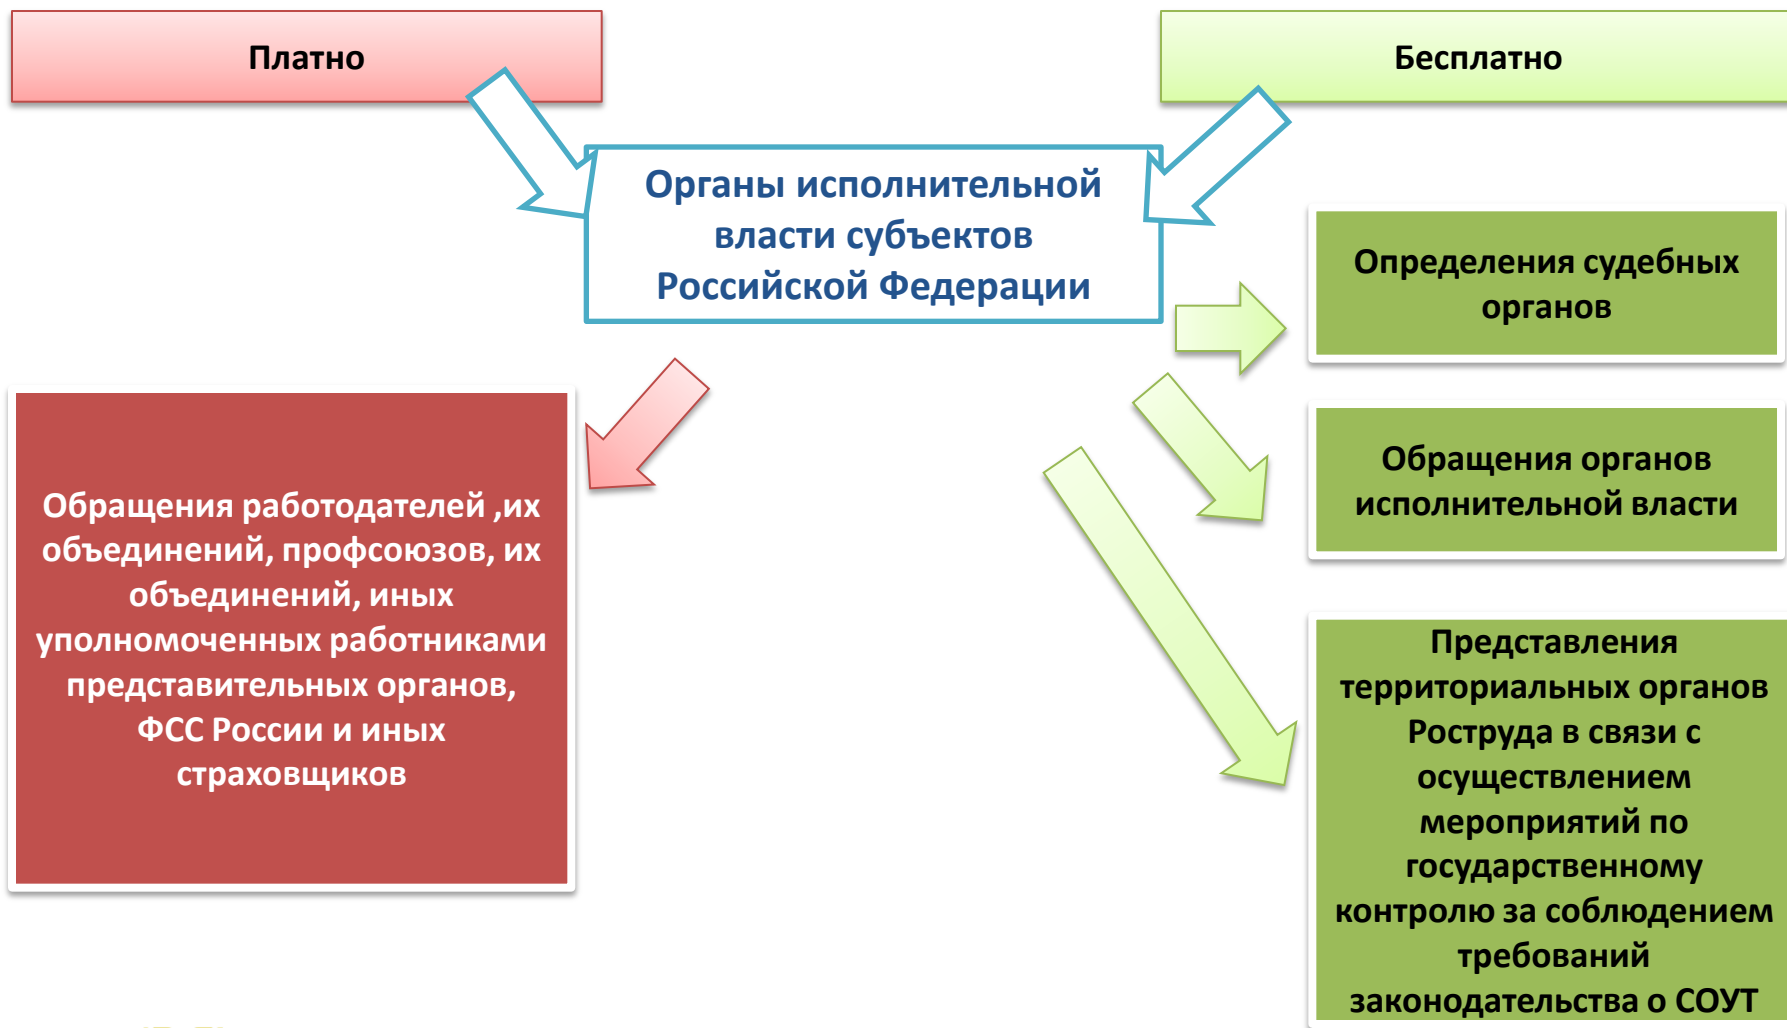 Платно
Бесплатно
Органы исполнительной
власти субъектов
Российской Федерации
Определения судебных
органов
Обращения органов
исполнительной власти
Обращения работодателей ,их
объединений, профсоюзов, их
объединений, иных
уполномоченных работниками
представительных органов,
ФСС России и иных
страховщиков
Представления
территориальных органов
Роструда в связи с
осуществлением
мероприятий по
государственному
контролю за соблюдением
требований
законодательства о СОУТ